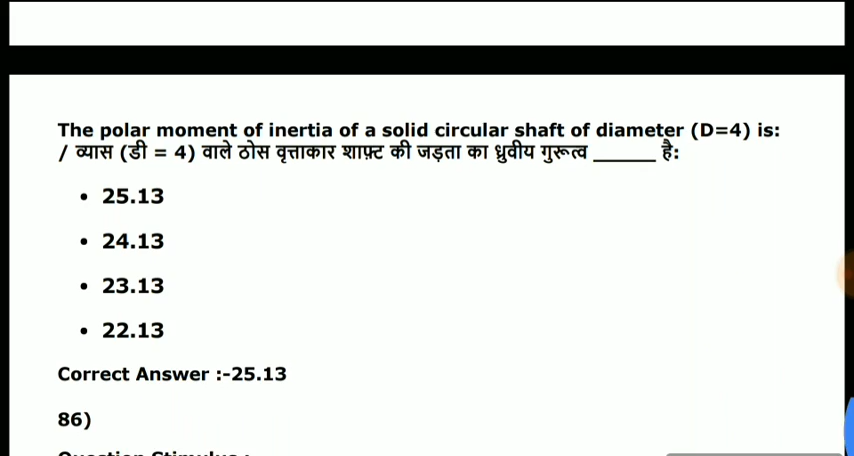 The polar moment of inertia of a solid circular shaft of diameter (D=4) is:
/ व्यास (डी = 4) वाले ठोस वृत्ताकार शाफ़्ट की जड़ता का ध्रुवीय गुरूत्व ______ है:
• 25.13
• 24.13
• 23.13
• 22.13
Correct Answer :-25.13
86)